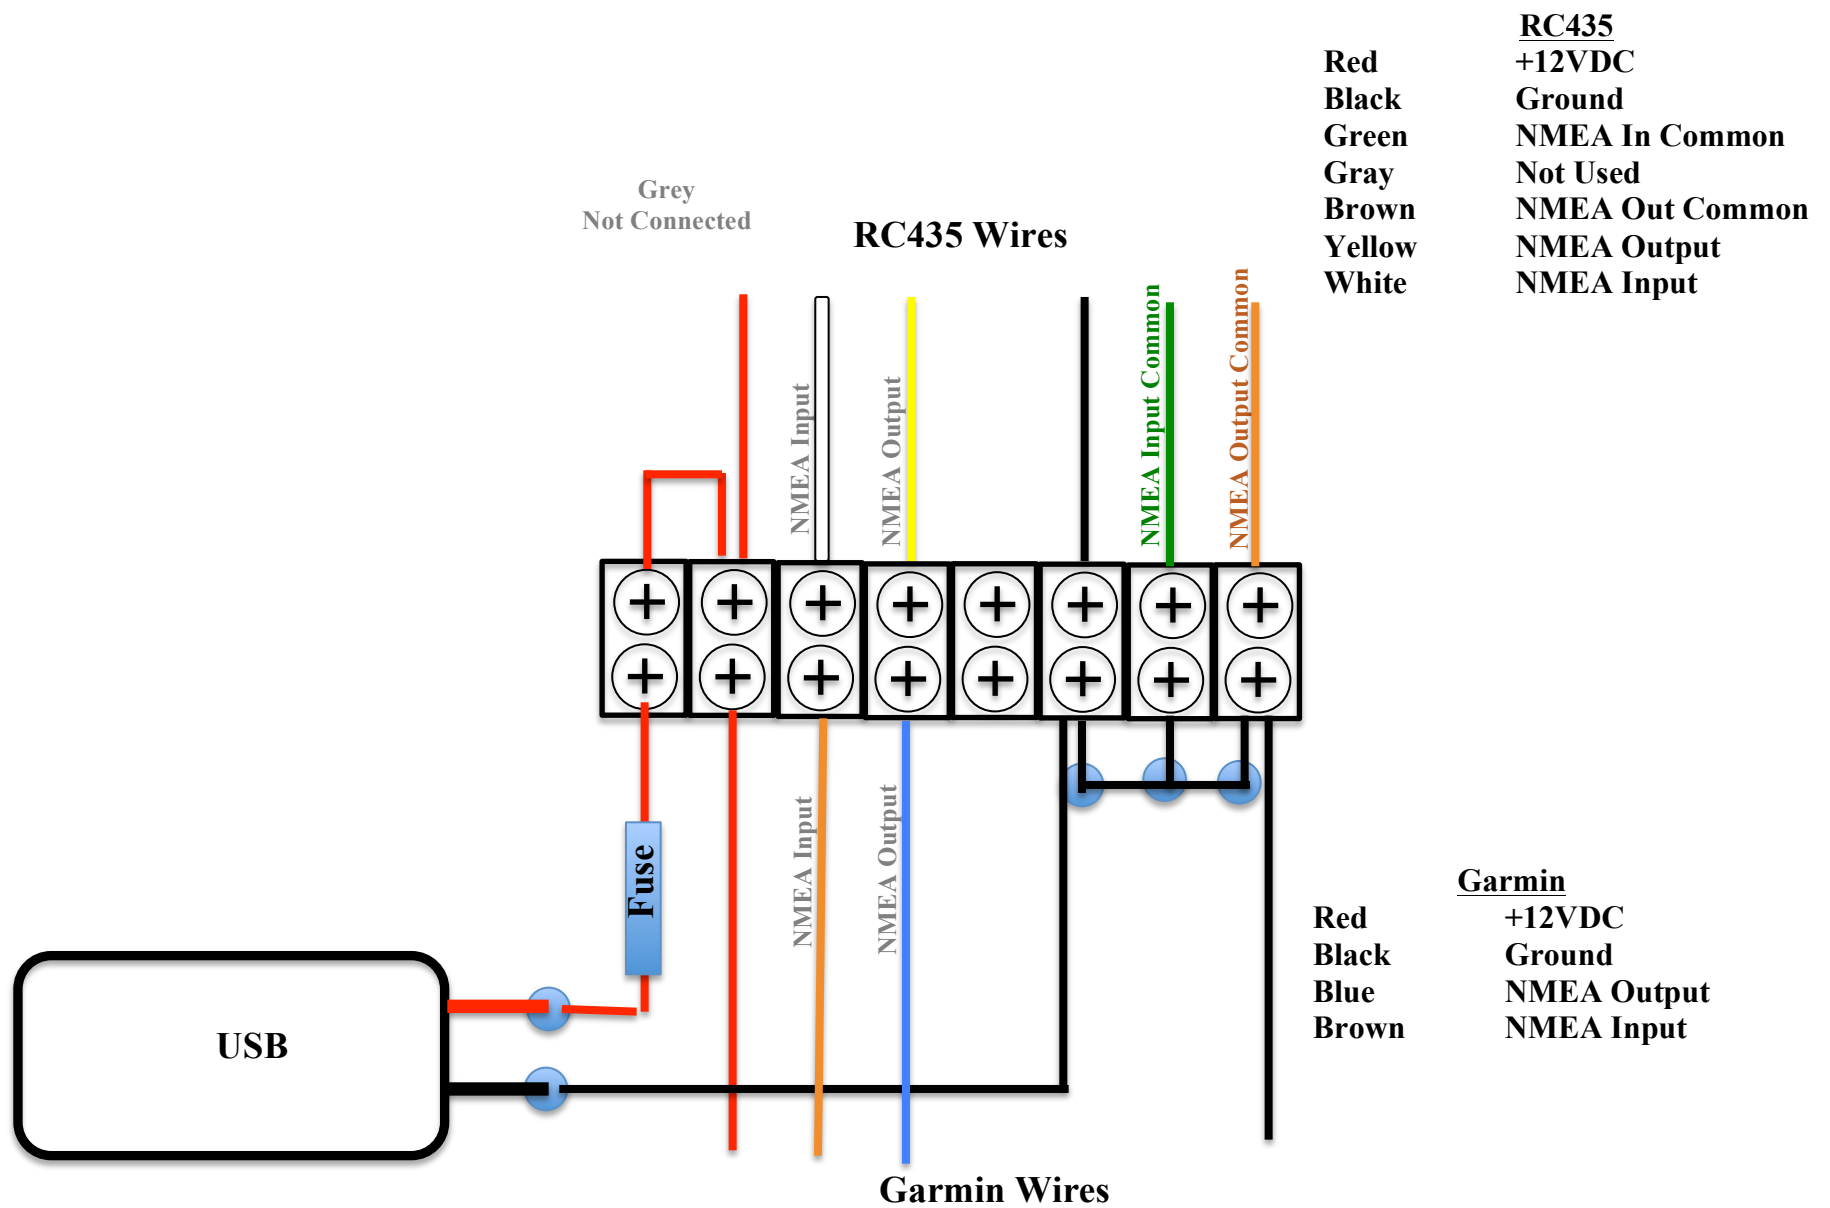 RC435
Red +12VDC
Black Ground
Green NMEA In Common
Gray Not Used
Brown NMEA Out Common
Yellow NMEA Output
White NMEA Input
Grey
Not Connected
RC435 Wires
NMEA Input
NMEA Output
NMEA Input Common
NMEA Output Common
Fuse
NMEA Input
NMEA Output
USB
Garmin
Red +12VDC
Black Ground
Blue NMEA Output
Brown NMEA Input
Garmin Wires